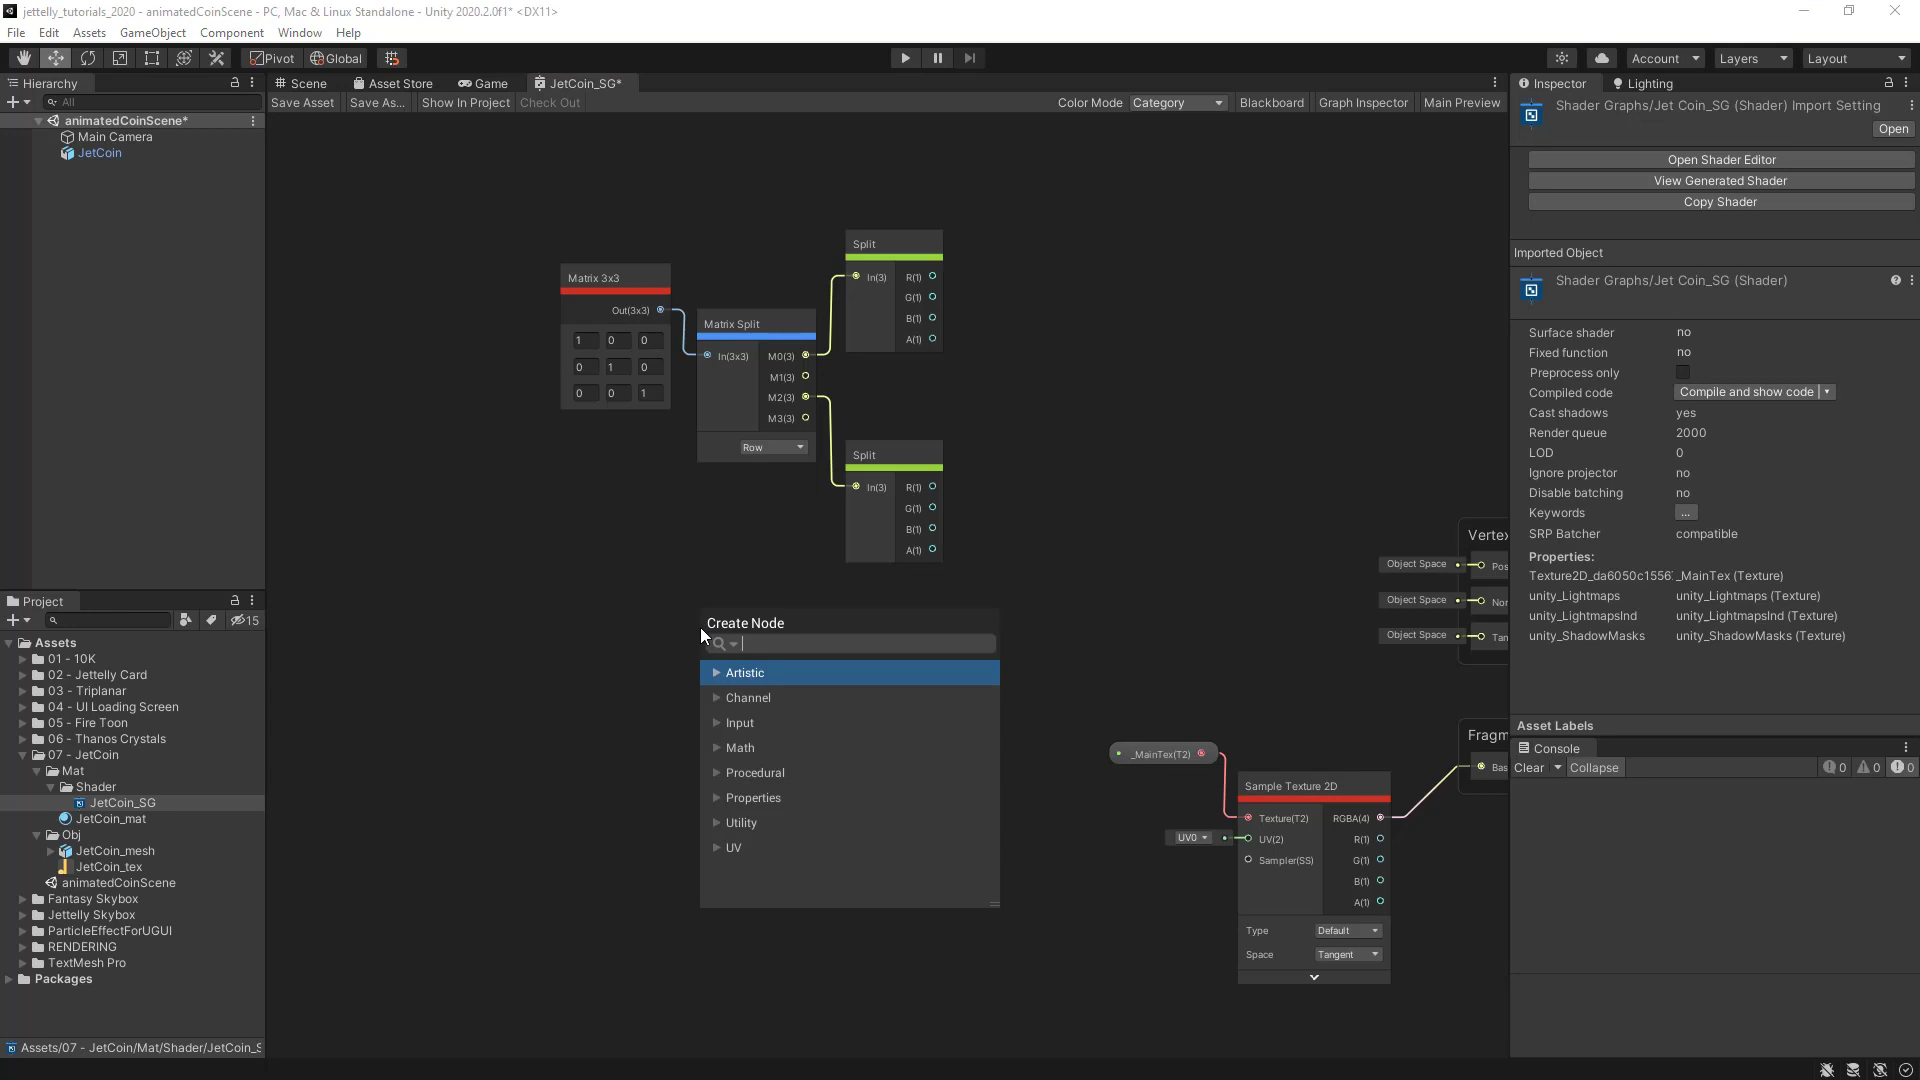 jettelly_tutorials_2020 - animatedCoinScene - PC, Mac & Linux Standalone - Unity 2020.2.0f1* <DX11>
File Edit Assets GameObject Component Window Help
Pivot Global Account Layers Layout
Hierarchy
All
animatedCoinScene*
Main Camera
JetCoin
Scene Asset Store Game JetCoin_SG*
Save Asset Save As... Show In Project Check Out Color Mode Category Blackboard Graph Inspector Main Preview
Matrix 3x3
Out(3x3)
1 0 0
0 1 0
0 0 1
Matrix Split
In(3x3) M0(3)
M1(3)
M2(3)
M3(3)
Row
Split
In(3) R(1)
G(1)
B(1)
A(1)
Split
In(3) R(1)
G(1)
B(1)
A(1)
Create Node
Artistic
Channel
Input
Math
Procedural
Properties
Utility
UV
_MainTex(T2)
Sample Texture 2D
Texture(T2) RGBA(4)
UV0 UV(2) R(1)
Sampler(SS) G(1)
B(1)
A(1)
Type Default
Space Tangent
Vertex
Object Space Pos
Object Space Nor
Object Space Tan
Fragm
Bas
Project
15
Assets
01 - 10K
02 - Jettelly Card
03 - Triplanar
04 - UI Loading Screen
05 - Fire Toon
06 - Thanos Crystals
07 - JetCoin
Mat
Shader
JetCoin_SG
JetCoin_mat
Obj
JetCoin_mesh
JetCoin_tex
animatedCoinScene
Fantasy Skybox
Jettelly Skybox
ParticleEffectForUGUI
RENDERING
TextMesh Pro
Packages
Assets/07 - JetCoin/Mat/Shader/JetCoin_S
Inspector Lighting
Shader Graphs/Jet Coin_SG (Shader) Import Setting
Open
Open Shader Editor
View Generated Shader
Copy Shader
Imported Object
Shader Graphs/Jet Coin_SG (Shader)
Surface shader no
Fixed function no
Preprocess only
Compiled code Compile and show code
Cast shadows yes
Render queue 2000
LOD 0
Ignore projector no
Disable batching no
Keywords ...
SRP Batcher compatible
Properties:
Texture2D_da6050c1556 _MainTex (Texture)
unity_Lightmaps unity_Lightmaps (Texture)
unity_LightmapsInd unity_LightmapsInd (Texture)
unity_ShadowMasks unity_ShadowMasks (Texture)
Asset Labels
Console
Clear Collapse 0 0 0